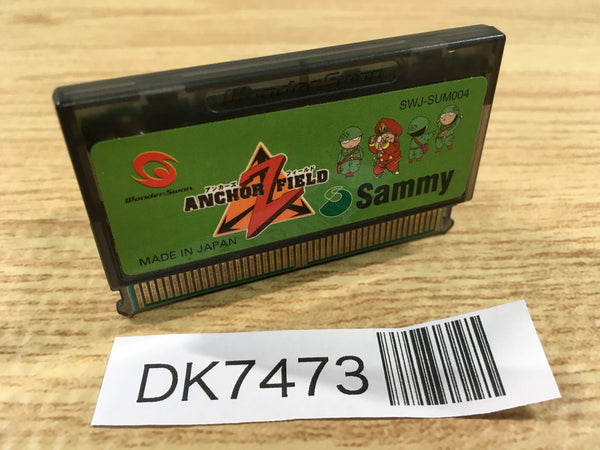 WonderSwan
SWJ-SUM004
WonderSwan
アンカーズ フィールド
ANCHORZ FIELD
Sammy
MADE IN JAPAN
DK7473